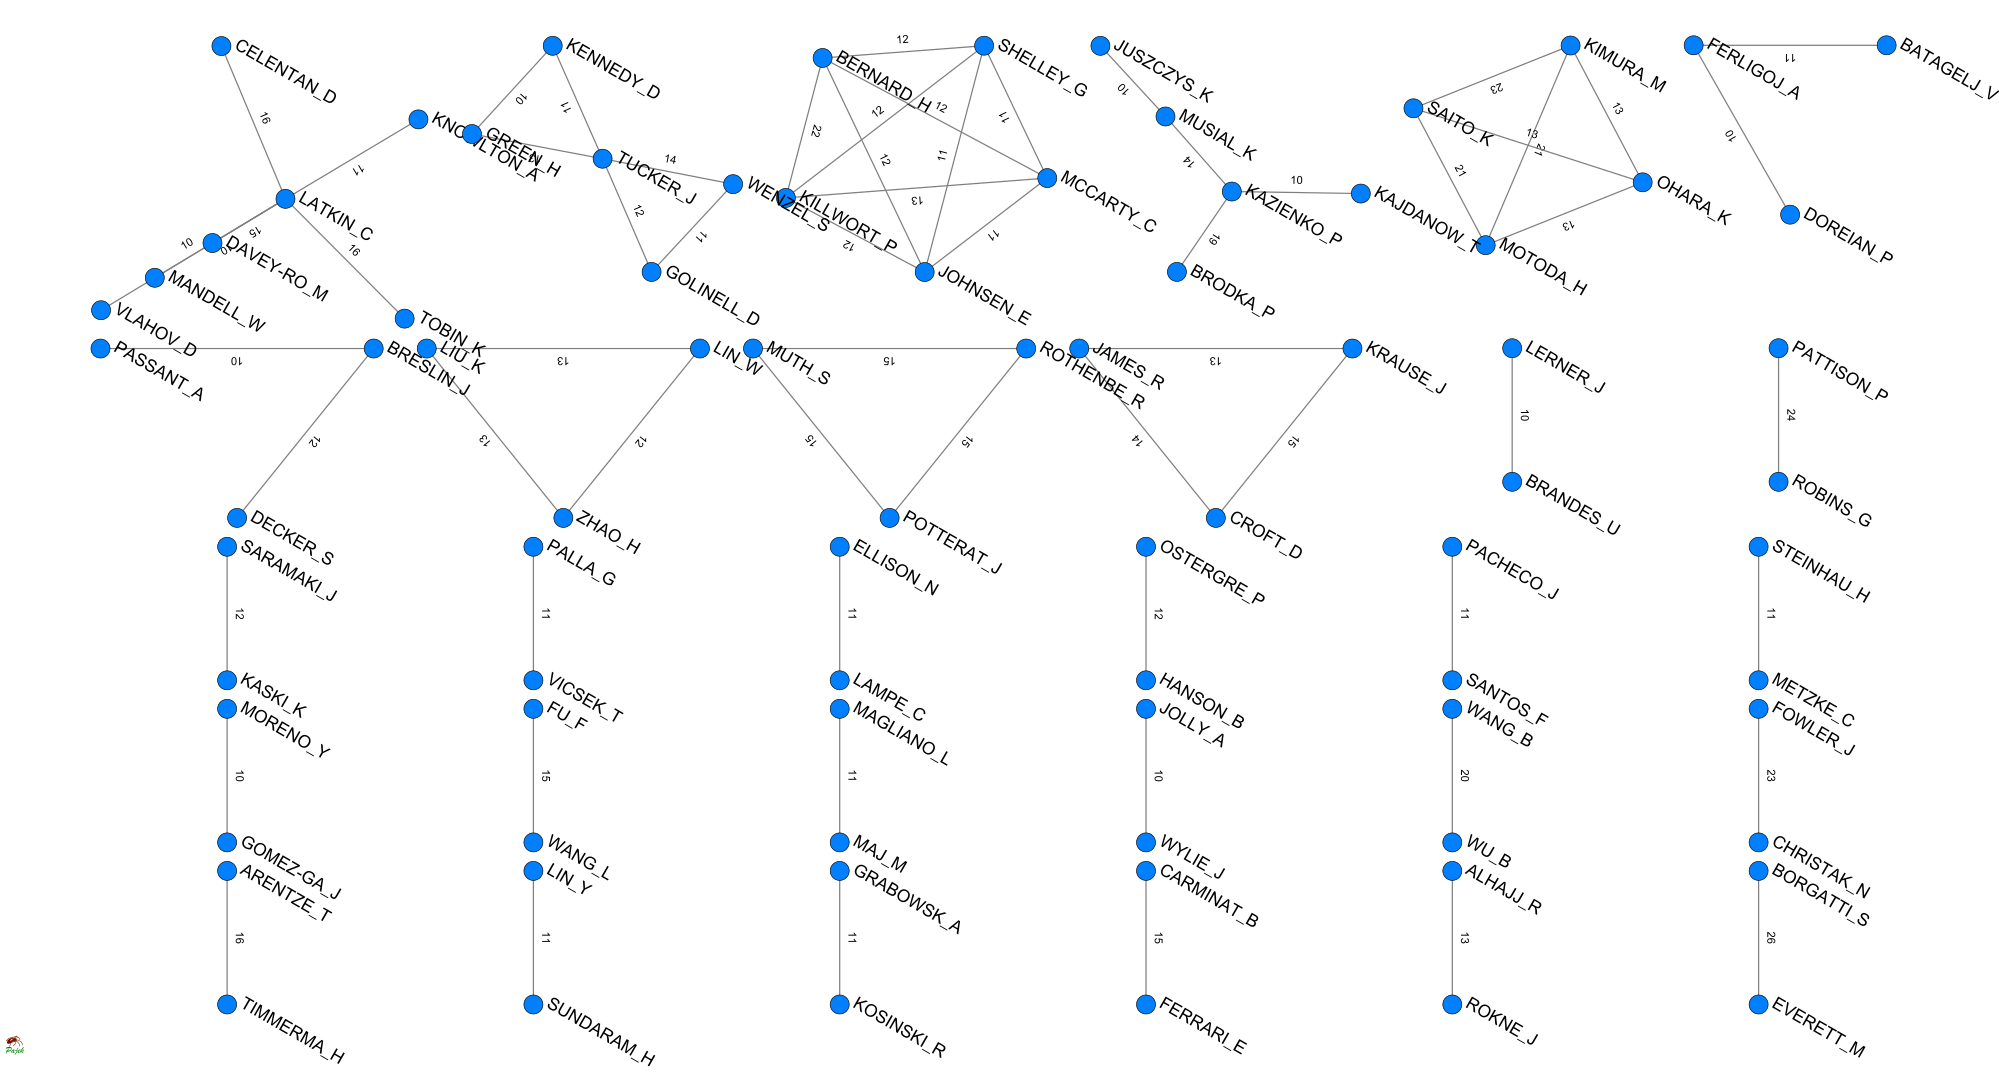 CELENTAN_D
KENNEDY_D
BERNARD_H
12
SHELLEY_G
JUSZCZYS_K
KIMURA_M
FERLIGOJ_A
11
BATAGELJ_V
16
10
11
22
12
12
12
11
11
10
MUSIAL_K
23
SAITO_K
13
13
21
10
KNOWLTON_A
11
GREEN_H
TUCKER_J
14
WENZEL_S
KILLWORT_P
13
MCCARTY_C
14
KAZIENKO_P
10
KAJDANOW_T
21
OHARA_K
13
MOTODA_H
DOREIAN_P
LATKIN_C
15
10
16
DAVEY-RO_M
MANDELL_W
VLAHOV_D
TOBIN_K
12
11
GOLINELL_D
12
11
JOHNSEN_E
19
BRODKA_P
PASSANT_A
10
BRESLIN_J
LIU_K
13
LIN_W
MUTH_S
15
ROTHENBE_R
JAMES_R
13
KRAUSE_J
LERNER_J
PATTISON_P
12
13
12
15
15
14
15
10
24
DECKER_S
ZHAO_H
POTTERAT_J
CROFT_D
BRANDES_U
ROBINS_G
SARAMAKI_J
PALLA_G
ELLISON_N
OSTERGRE_P
PACHECO_J
STEINHAU_H
12
11
11
12
11
11
KASKI_K
VICSEK_T
LAMPE_C
HANSON_B
SANTOS_F
METZKE_C
MORENO_Y
FU_F
MAGLIANO_L
JOLLY_A
WANG_B
FOWLER_J
10
15
11
10
20
23
GOMEZ-GA_J
WANG_L
MAJ_M
WYLIE_J
WU_B
CHRISTAK_N
ARENTZE_T
LIN_Y
GRABOWSK_A
CARMINAT_B
ALHAJJ_R
BORGATTI_S
16
11
11
15
13
26
TIMMERMA_H
SUNDARAM_H
KOSINSKI_R
FERRARI_E
ROKNE_J
EVERETT_M
Pajek